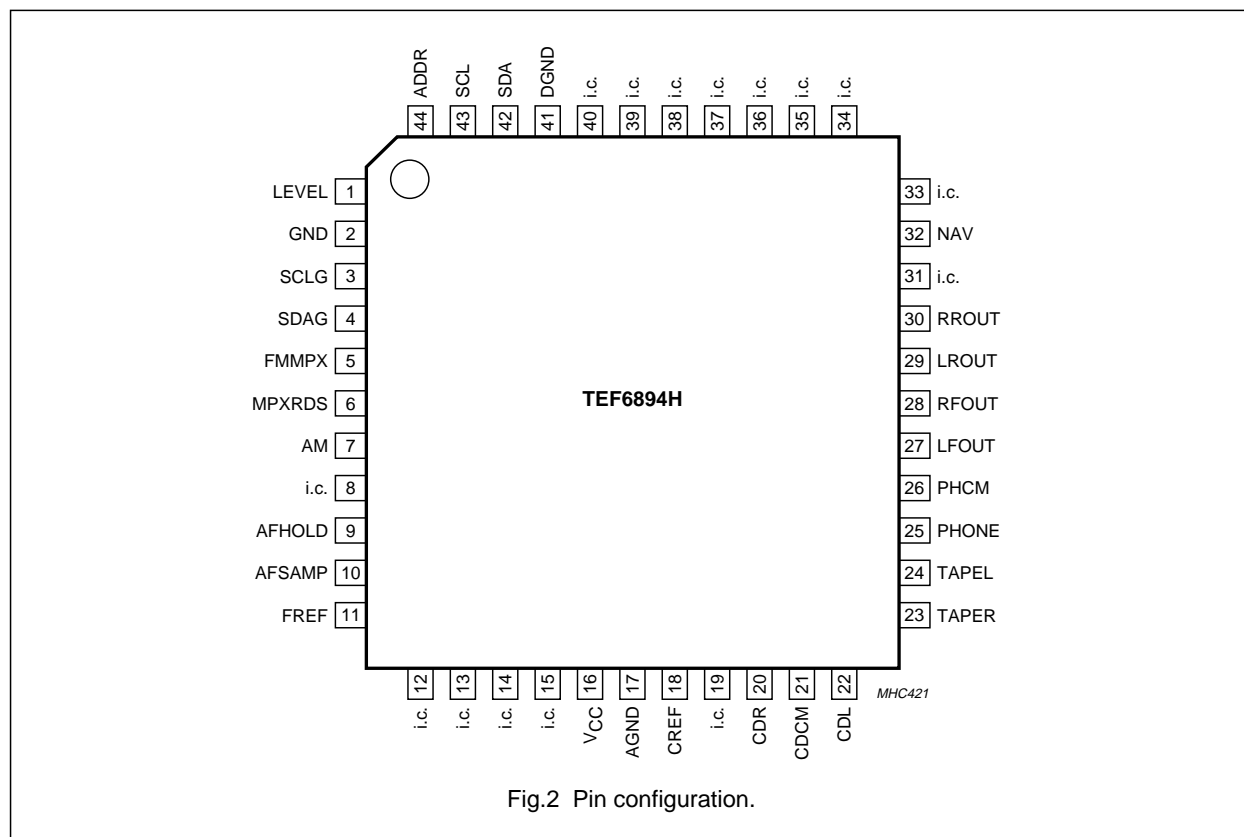 ADDR
SCL
SDA
DGND
i.c.
i.c.
i.c.
i.c.
i.c.
i.c.
i.c.
44
43
42
41
40
39
38
37
36
35
34
LEVEL 1
GND 2
SCLG 3
SDAG 4
FMMPX 5
MPXRDS 6
AM 7
i.c. 8
AFHOLD 9
AFSAMP 10
FREF 11
TEF6894H
33 i.c.
32 NAV
31 i.c.
30 RROUT
29 LROUT
28 RFOUT
27 LFOUT
26 PHCM
25 PHONE
24 TAPEL
23 TAPER
12
13
14
15
16
17
18
19
20
21
22
i.c.
i.c.
i.c.
i.c.
VCC
AGND
CREF
i.c.
CDR
CDCM
CDL
MHC421
Fig.2 Pin configuration.